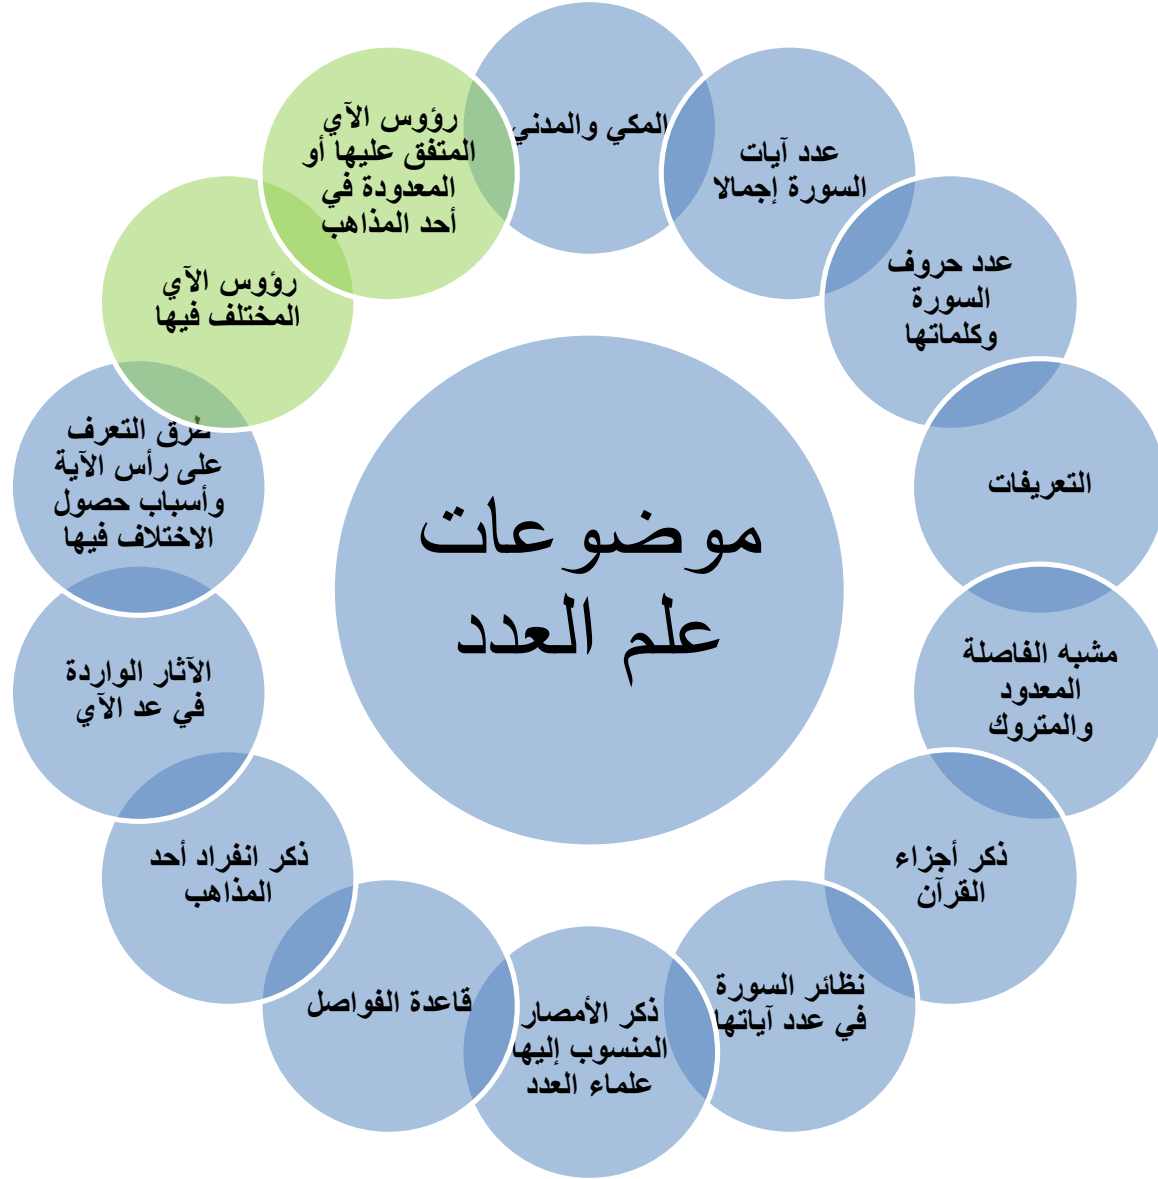 موضوعات
علم العدد
المكي والمدني
عدد آيات
السورة إجمالا
عدد حروف
السورة
وكلماتها
التعريفات
مشبه الفاصلة
المعدود
والمتروك
ذكر أجزاء
القرآن
نظائر السورة
في عدد آياتها
ذكر الأمصار
المنسوب إليها
علماء العدد
قاعدة الفواصل
ذكر انفراد أحد
المذاهب
الآثار الواردة
في عد الآي
طرق التعرف
على رأس الآية
وأسباب حصول
الاختلاف فيها
رؤوس الآي
المختلف فيها
رؤوس الآي
المتفق عليها أو
المعدودة في
أحد المذاهب